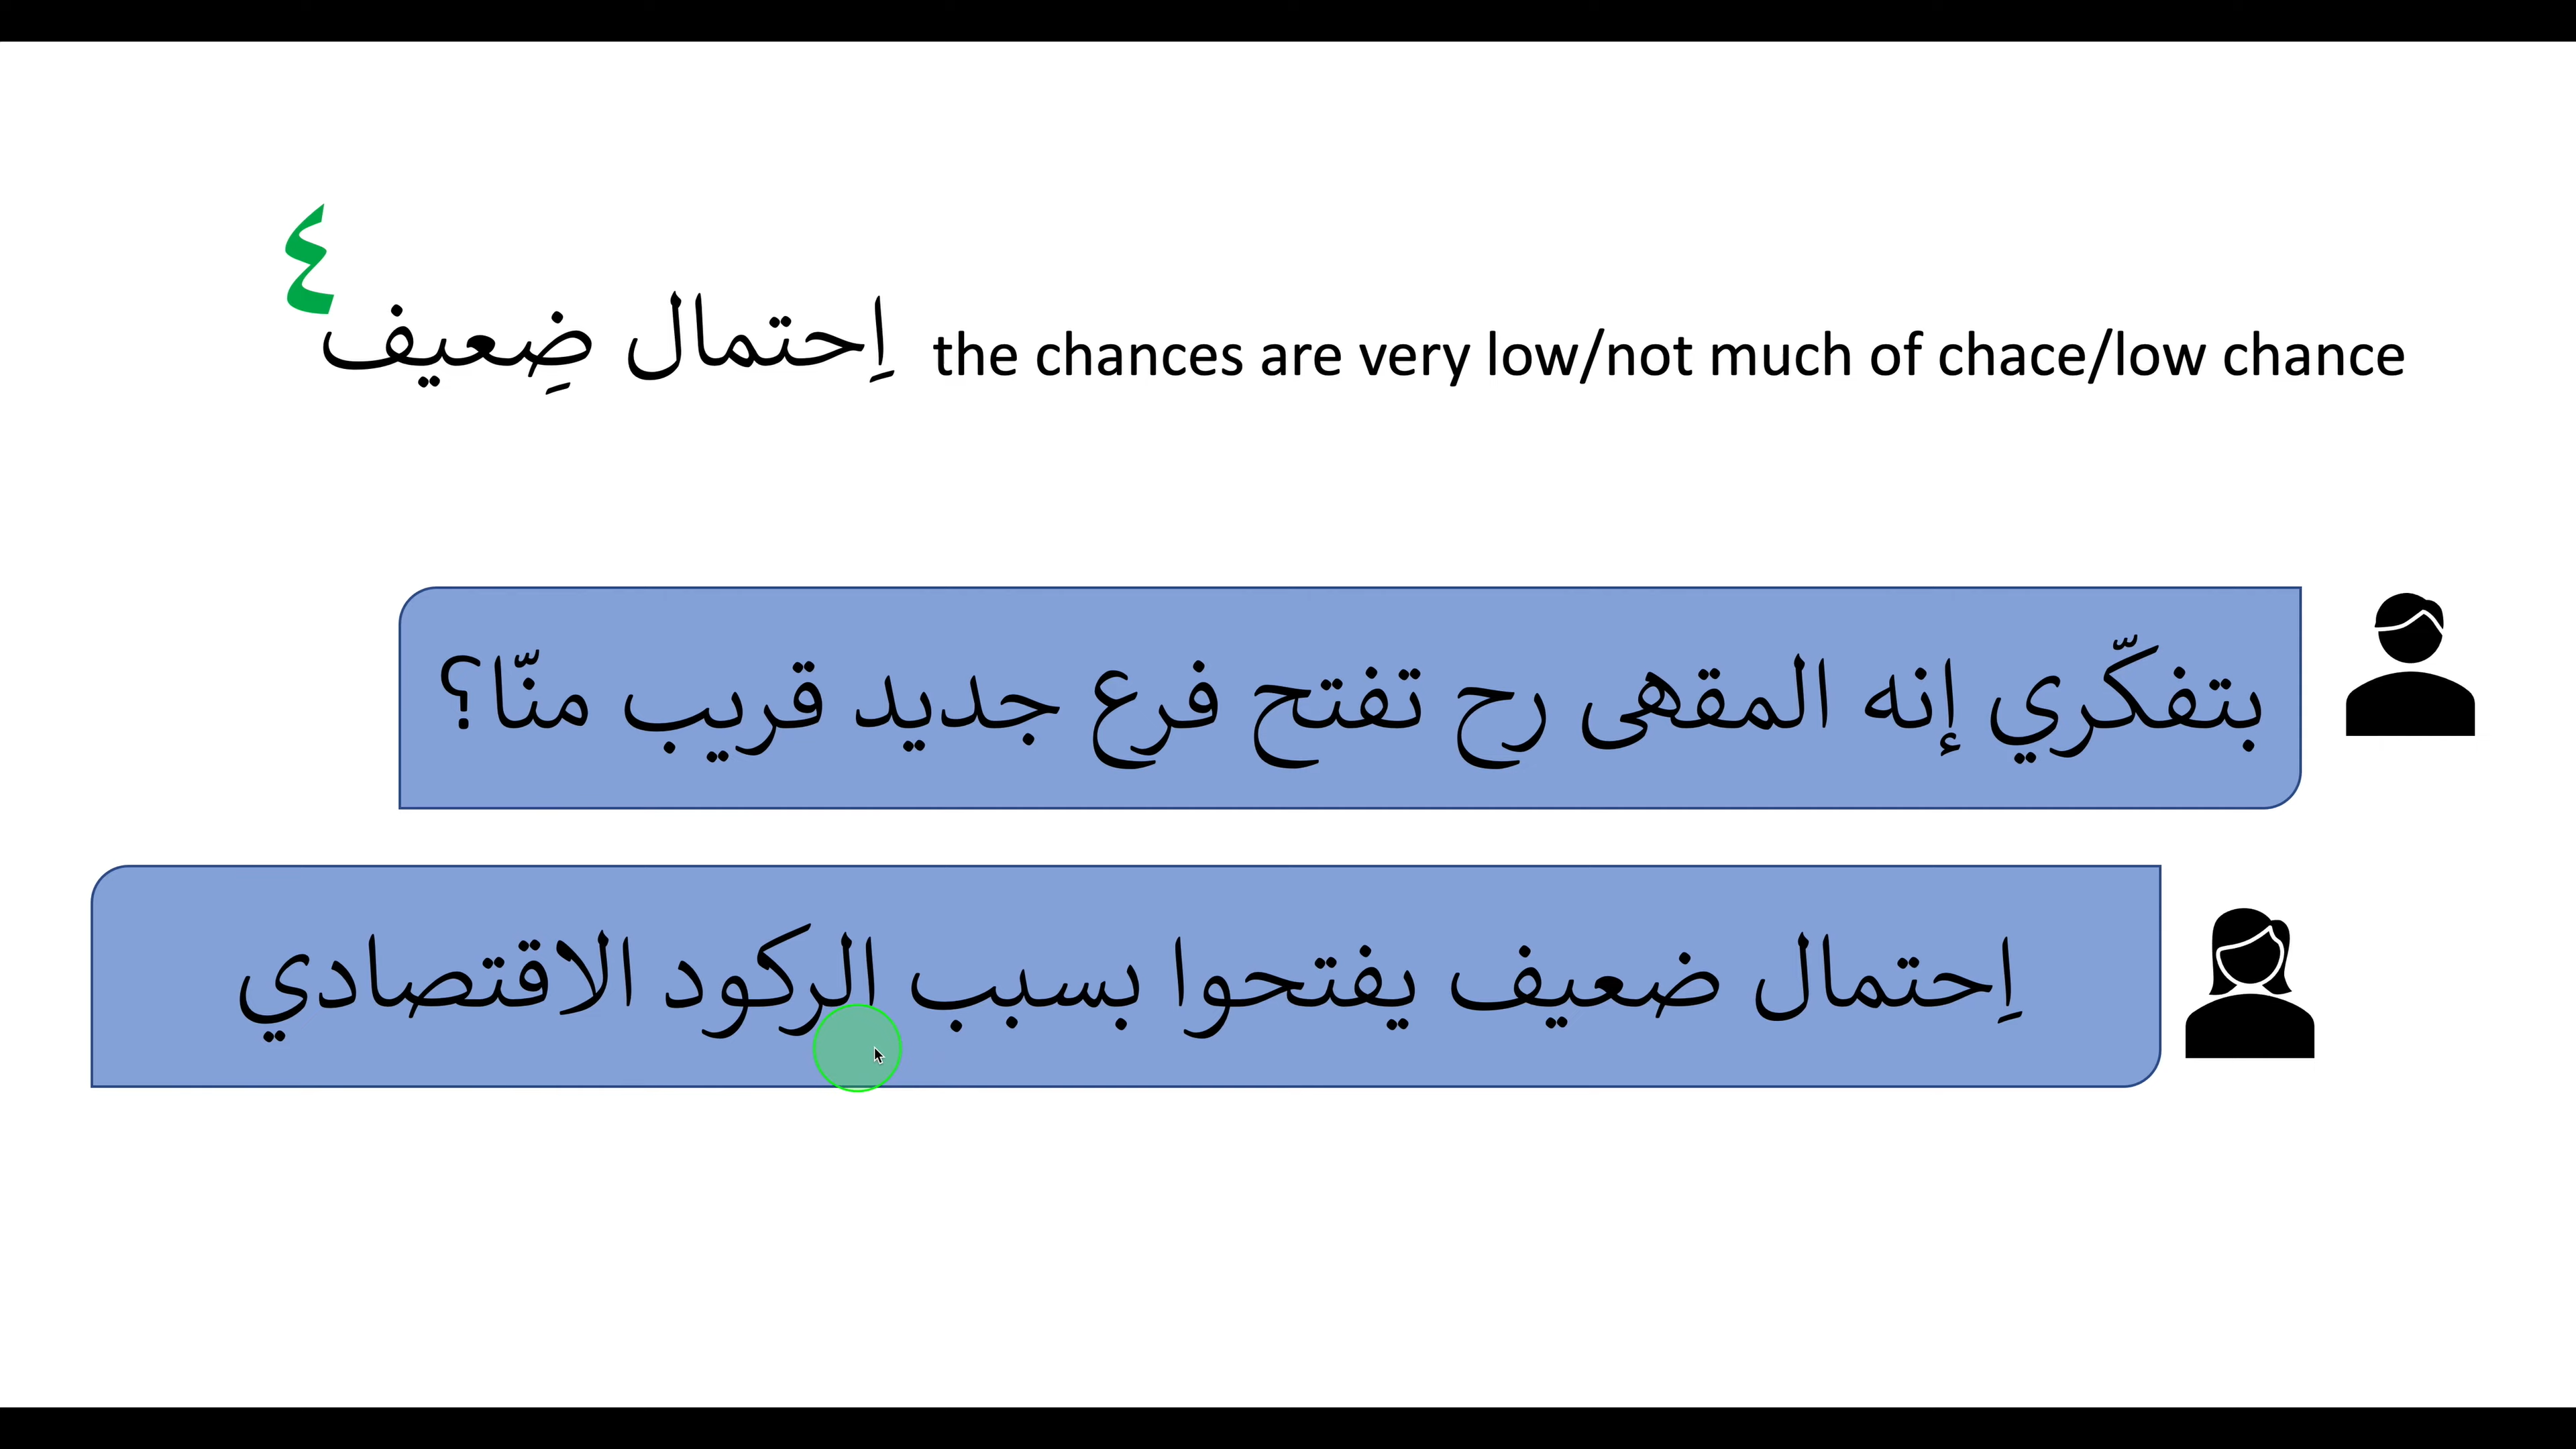 ٤
اِحتمال ضِعيف the chances are very low/not much of chace/low chance
بتفكّري إنه المقهى رح تفتح فرع جديد قريب منّا؟
اِحتمال ضعيف يفتحوا بسبب الركود الاقتصادي